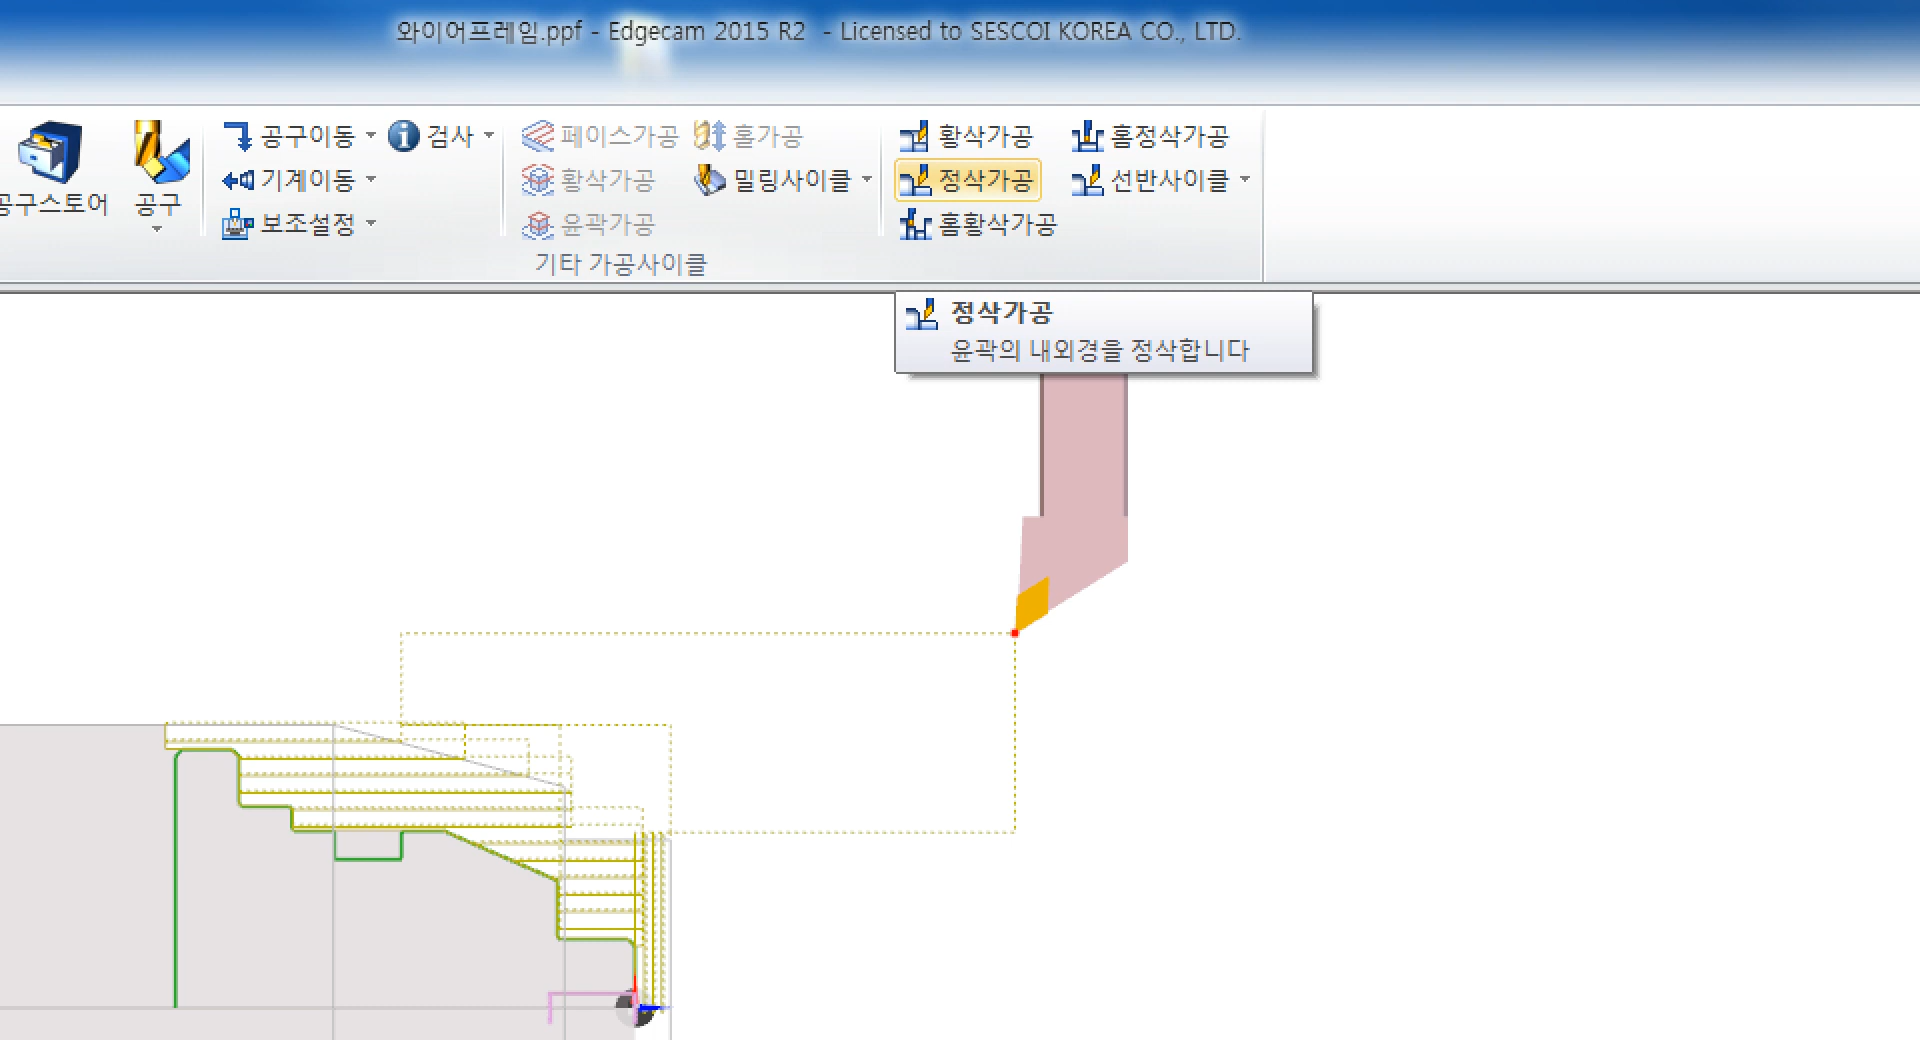 와이어프레임.ppf - Edgecam 2015 R2 - Licensed to SESCOI KOREA CO., LTD.
공구스토어
공구
공구이동
검사
기계이동
보조설정
페이스가공
홀가공
황삭가공
밀링사이클
윤곽가공
기타 가공사이클
황삭가공
홈정삭가공
정삭가공
선반사이클
홈황삭가공
정삭가공
윤곽의 내외경을 정삭합니다